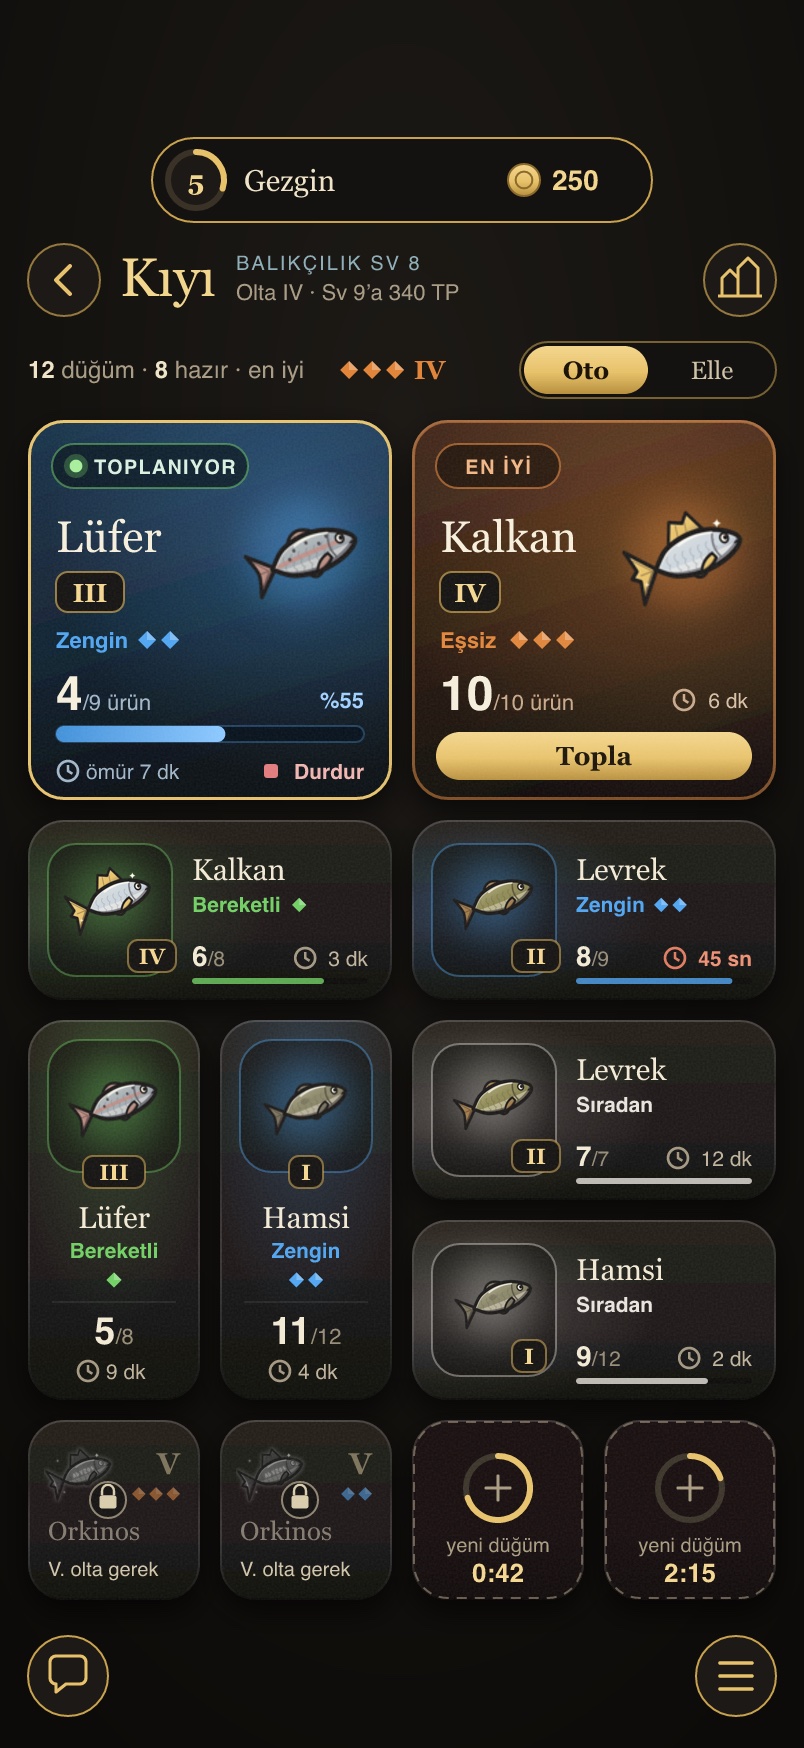 5 Gezgin 250
Kıyı
BALIKÇILIK SV 8
Olta IV · Sv 9’a 340 TP
12 düğüm · 8 hazır · en iyi IV
Oto Elle
TOPLANIYOR
Lüfer
III
Zengin
4/9 ürün %55
ömür 7 dk Durdur
EN İYİ
Kalkan
IV
Eşsiz
10/10 ürün 6 dk
Topla
Kalkan
Bereketli
IV 6/8 3 dk
Levrek
Zengin
II 8/9 45 sn
III
Lüfer
Bereketli
5/8
9 dk
I
Hamsi
Zengin
11/12
4 dk
Levrek
Sıradan
II 7/7 12 dk
Hamsi
Sıradan
I 9/12 2 dk
V
Orkinos
V. olta gerek
V
Orkinos
V. olta gerek
yeni düğüm
0:42
yeni düğüm
2:15